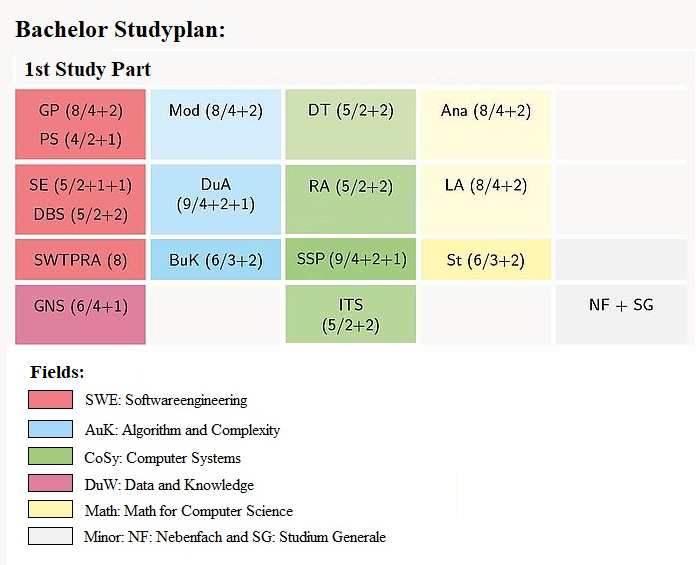 Bachelor Studyplan:
1st Study Part
GP (8/4+2)
PS (4/2+1)
Mod (8/4+2)
DT (5/2+2)
Ana (8/4+2)
SE (5/2+1+1)
DBS (5/2+2)
DuA
(9/4+2+1)
RA (5/2+2)
LA (8/4+2)
SWTPRA (8)
BuK (6/3+2)
SSP (9/4+2+1)
St (6/3+2)
GNS (6/4+1)
ITS
(5/2+2)
NF + SG
Fields:
SWE: Softwareengineering
AuK: Algorithm and Complexity
CoSy: Computer Systems
DuW: Data and Knowledge
Math: Math for Computer Science
Minor: NF: Nebenfach and SG: Studium Generale